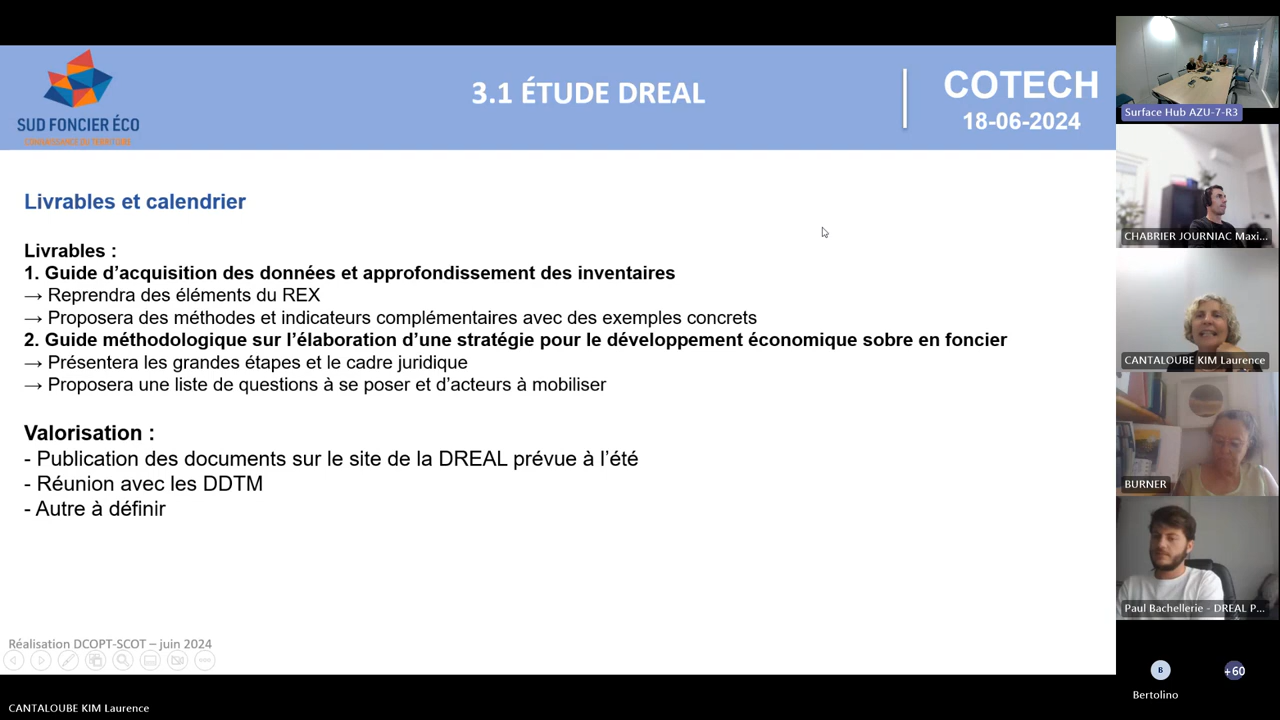 SUD FONCIER ÉCO
CONNAISSANCE DU TERRITOIRE
3.1 ÉTUDE DREAL
COTECH
18-06-2024
Livrables et calendrier
Livrables :
1. Guide d’acquisition des données et approfondissement des inventaires
→ Reprendra des éléments du REX
→ Proposera des méthodes et indicateurs complémentaires avec des exemples concrets
2. Guide méthodologique sur l’élaboration d’une stratégie pour le développement économique sobre en foncier
→ Présentera les grandes étapes et le cadre juridique
→ Proposera une liste de questions à se poser et d’acteurs à mobiliser
Valorisation :
- Publication des documents sur le site de la DREAL prévue à l’été
- Réunion avec les DDTM
- Autre à définir
Réalisation DCOPT-SCOT – juin 2024
CANTALOUBE KIM Laurence
Surface Hub AZU-7-R3
CHABRIER JOURNIAC Maxi...
CANTALOUBE KIM Laurence
BURNER
Paul Bachellerie - DREAL P...
B
+60
Bertolino